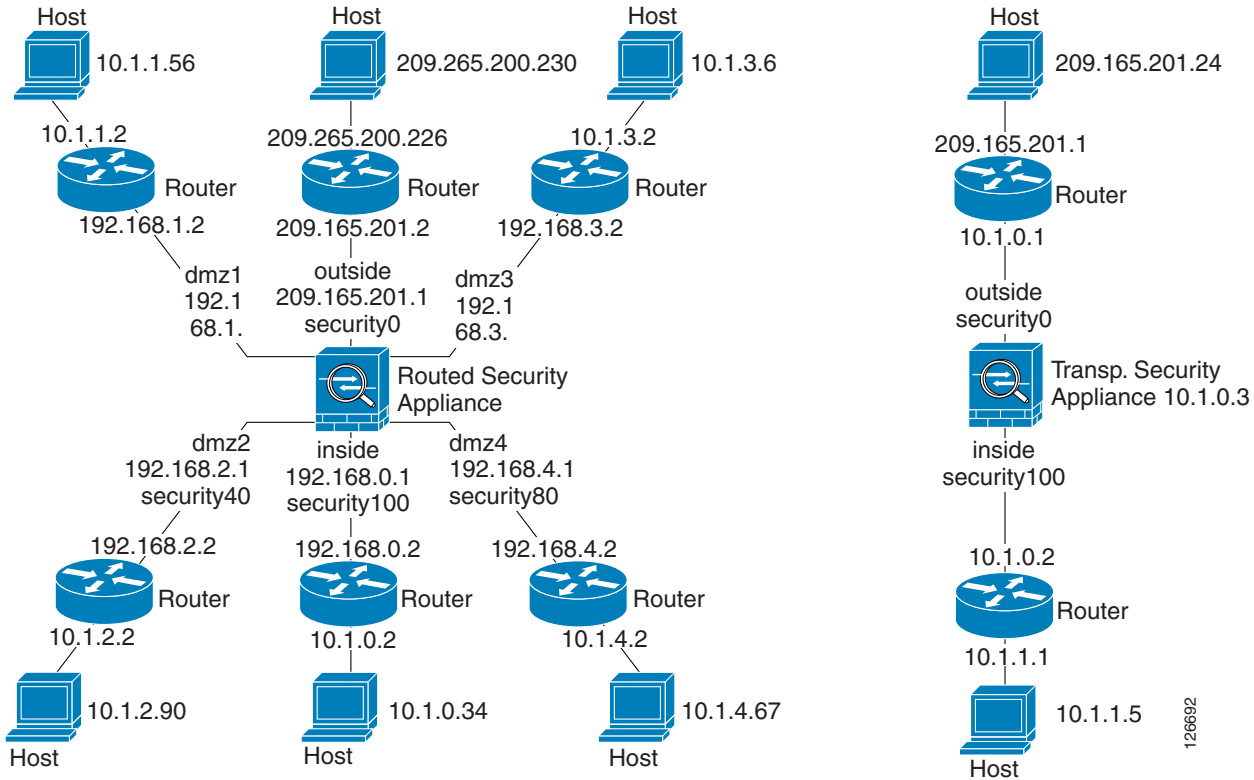 Host
10.1.1.56
10.1.1.2
Router
192.168.1.2
dmz1
192.1
68.1.
Host
209.265.200.230
209.265.200.226
Router
209.165.201.2
outside
209.165.201.1
security0
Host
10.1.3.6
10.1.3.2
Router
192.168.3.2
dmz3
192.1
68.3.
Routed Security
Appliance
dmz2
192.168.2.1
security40
192.168.2.2
Router
10.1.2.2
10.1.2.90
Host
inside
192.168.0.1
security100
192.168.0.2
Router
10.1.0.2
10.1.0.34
Host
dmz4
192.168.4.1
security80
192.168.4.2
Router
10.1.4.2
10.1.4.67
Host
Host
209.165.201.24
209.165.201.1
Router
10.1.0.1
outside
security0
Transp. Security
Appliance 10.1.0.3
inside
security100
10.1.0.2
Router
10.1.1.1
10.1.1.5
Host
126692